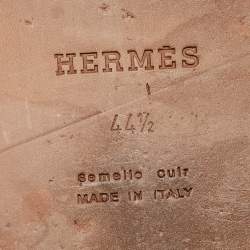 HERMÈS
44½
Semelle cuir
MADE IN ITALY